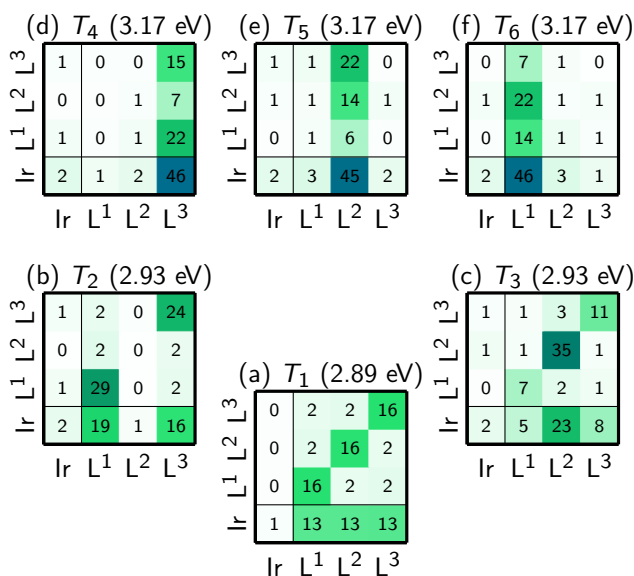 (d) T4 (3.17 eV)
L3 1 0 0 15
L2 0 0 1 7
L1 1 0 1 22
Ir 2 1 2 46
Ir L1 L2 L3
(e) T5 (3.17 eV)
1 1 22 0
1 1 14 1
0 1 6 0
2 3 45 2
Ir L1 L2 L3
(f) T6 (3.17 eV)
L3 0 7 1 0
L2 1 22 1 1
L1 0 14 1 1
Ir 2 46 3 1
Ir L1 L2 L3
(b) T2 (2.93 eV)
L3 1 2 0 24
L2 0 2 0 2
L1 1 29 0 2
Ir 2 19 1 16
Ir L1 L2 L3
(a) T1 (2.89 eV)
L3 0 2 2 16
L2 0 2 16 2
L1 0 16 2 2
Ir 1 13 13 13
Ir L1 L2 L3
(c) T3 (2.93 eV)
L3 1 1 3 11
L2 1 1 35 1
L1 0 7 2 1
Ir 2 5 23 8
Ir L1 L2 L3